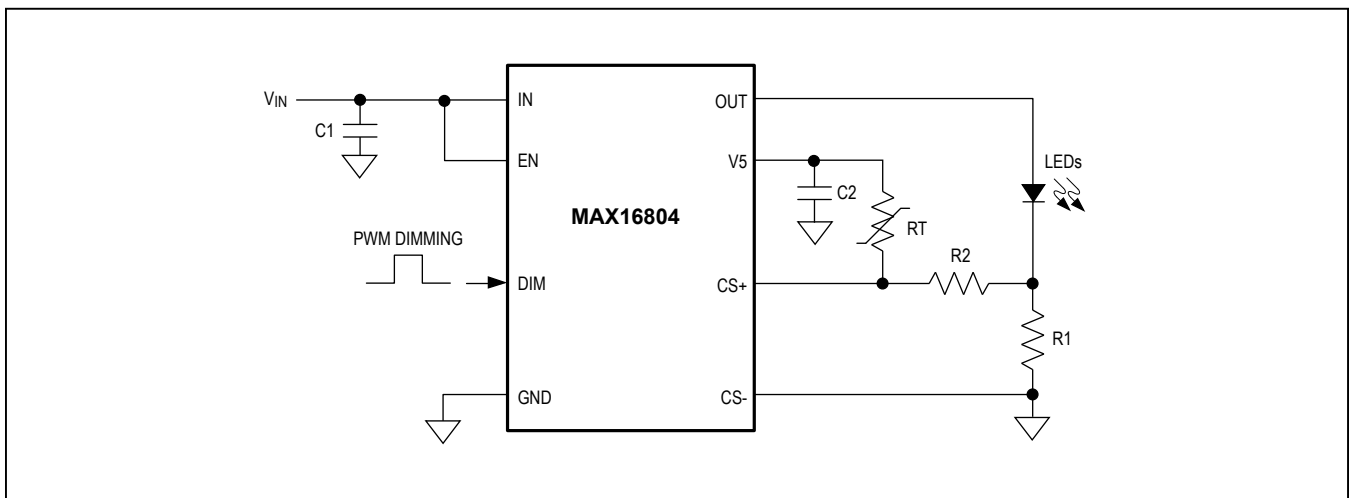 VIN
C1
IN
EN
PWM DIMMING
DIM
GND
MAX16804
OUT
V5
CS+
CS-
C2
RT
R2
LEDs
R1